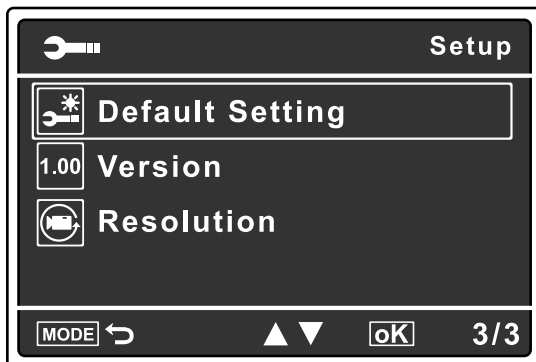 Setup
Default Setting
1.00 Version
Resolution
MODE oK 3/3